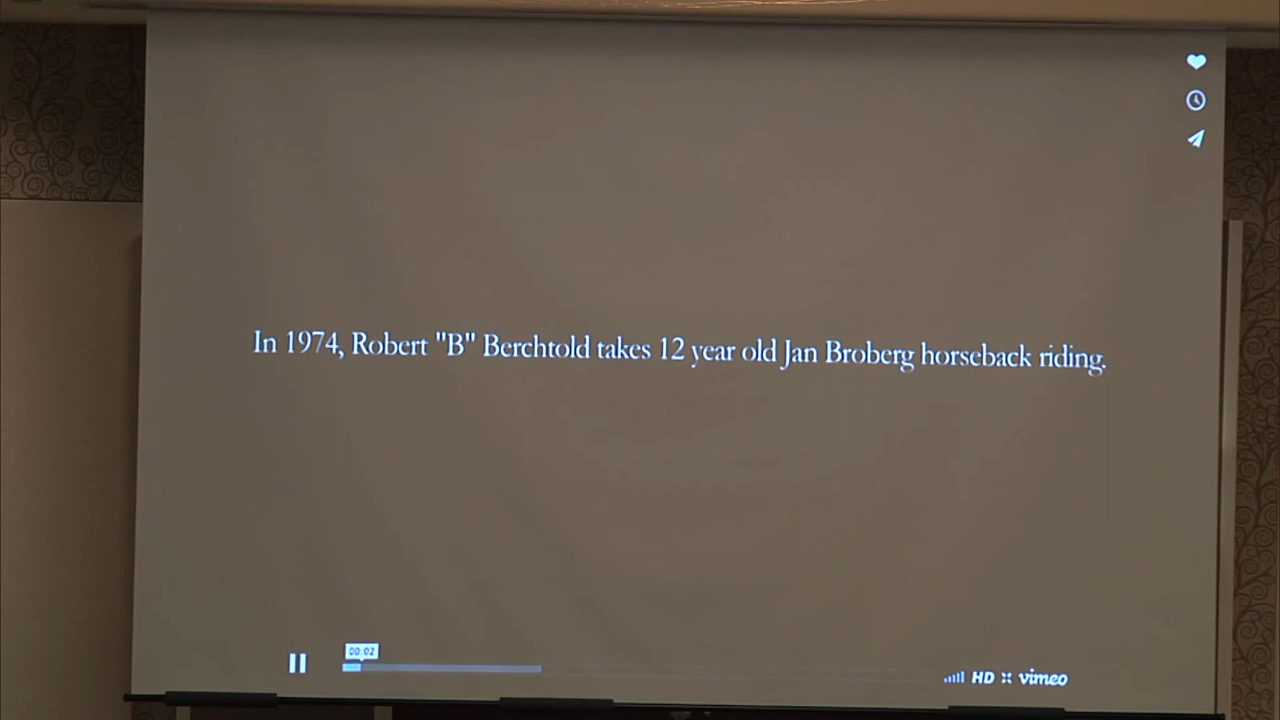 In 1974, Robert "B" Berchtold takes 12 year old Jan Broberg horseback riding.
00:02
HD vimeo